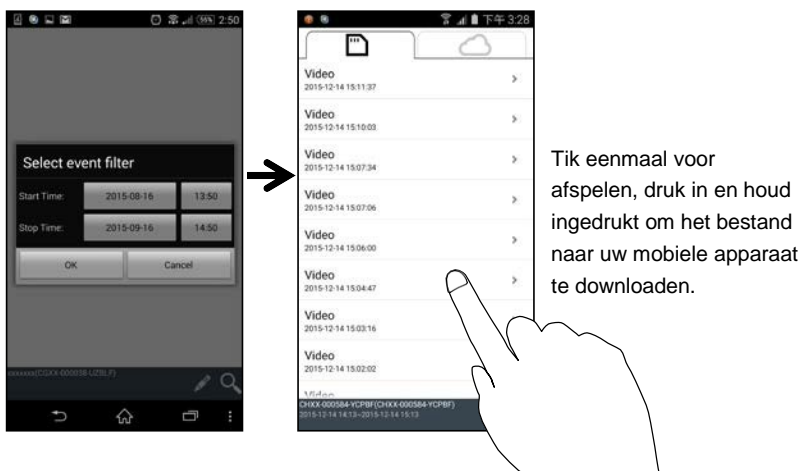 55% 2:50
Select event filter
Start Time: 2015-08-16 13:50
Stop Time: 2015-09-16 14:50
OK Cancel
下午 3:28
Video
2015-12-14 15:11:37
Video
2015-12-14 15:10:03
Video
2015-12-14 15:07:34
Video
2015-12-14 15:07:06
Video
2015-12-14 15:06:00
Video
2015-12-14 15:04:47
Video
2015-12-14 15:03:16
Video
2015-12-14 15:02:02
Video
CHXX-000584-YCPBF(CHXX-000584-YCPBF)
2015-12-14 14:13~2015-12-14 15:13
Tik eenmaal voor
afspelen, druk in en houd
ingedrukt om het bestand
naar uw mobiele apparaat
te downloaden.